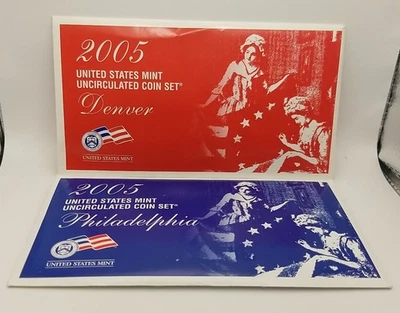 2005
UNITED STATES MINT
UNCIRCULATED COIN SET®
Denver
UNITED STATES MINT
2005
UNITED STATES MINT
UNCIRCULATED COIN SET®
Philadelphia
UNITED STATES MINT